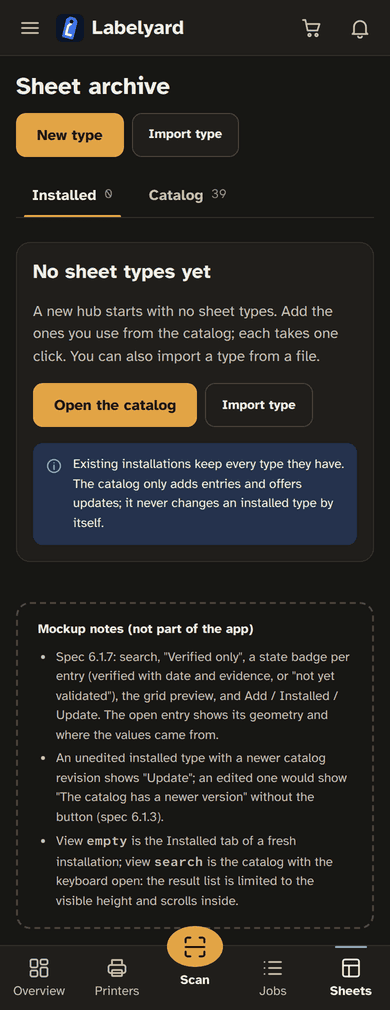 Labelyard
Sheet archive
New type
Import type
Installed 0
Catalog 39
No sheet types yet
A new hub starts with no sheet types. Add the
ones you use from the catalog; each takes one
click. You can also import a type from a file.
Open the catalog
Import type
Existing installations keep every type they have.
The catalog only adds entries and offers
updates; it never changes an installed type by
itself.
Mockup notes (not part of the app)
• Spec 6.1.7: search, "Verified only", a state badge per
entry (verified with date and evidence, or "not yet
validated"), the grid preview, and Add / Installed /
Update. The open entry shows its geometry and
where the values came from.
• An unedited installed type with a newer catalog
revision shows "Update"; an edited one would show
"The catalog has a newer version" without the
button (spec 6.1.3).
• View empty is the Installed tab of a fresh
installation; view search is the catalog with the
keyboard open: the result list is limited to the
visible height and scrolls inside.
Overview
Printers
Scan
Jobs
Sheets